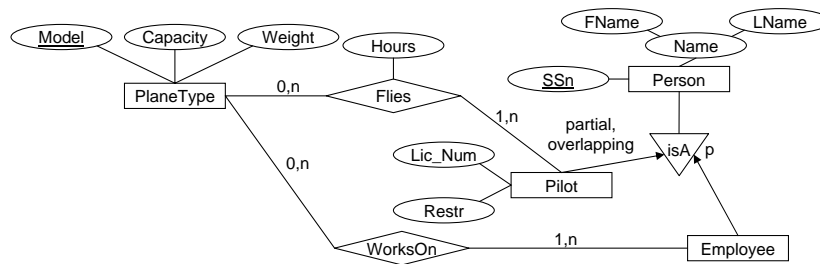 FName
LName
Model
Capacity
Weight
Hours
Name
SSn
Person
PlaneType
0,n
Flies
1,n
partial,
overlapping
isA
p
0,n
Lic_Num
Pilot
Restr
WorksOn
1,n
Employee